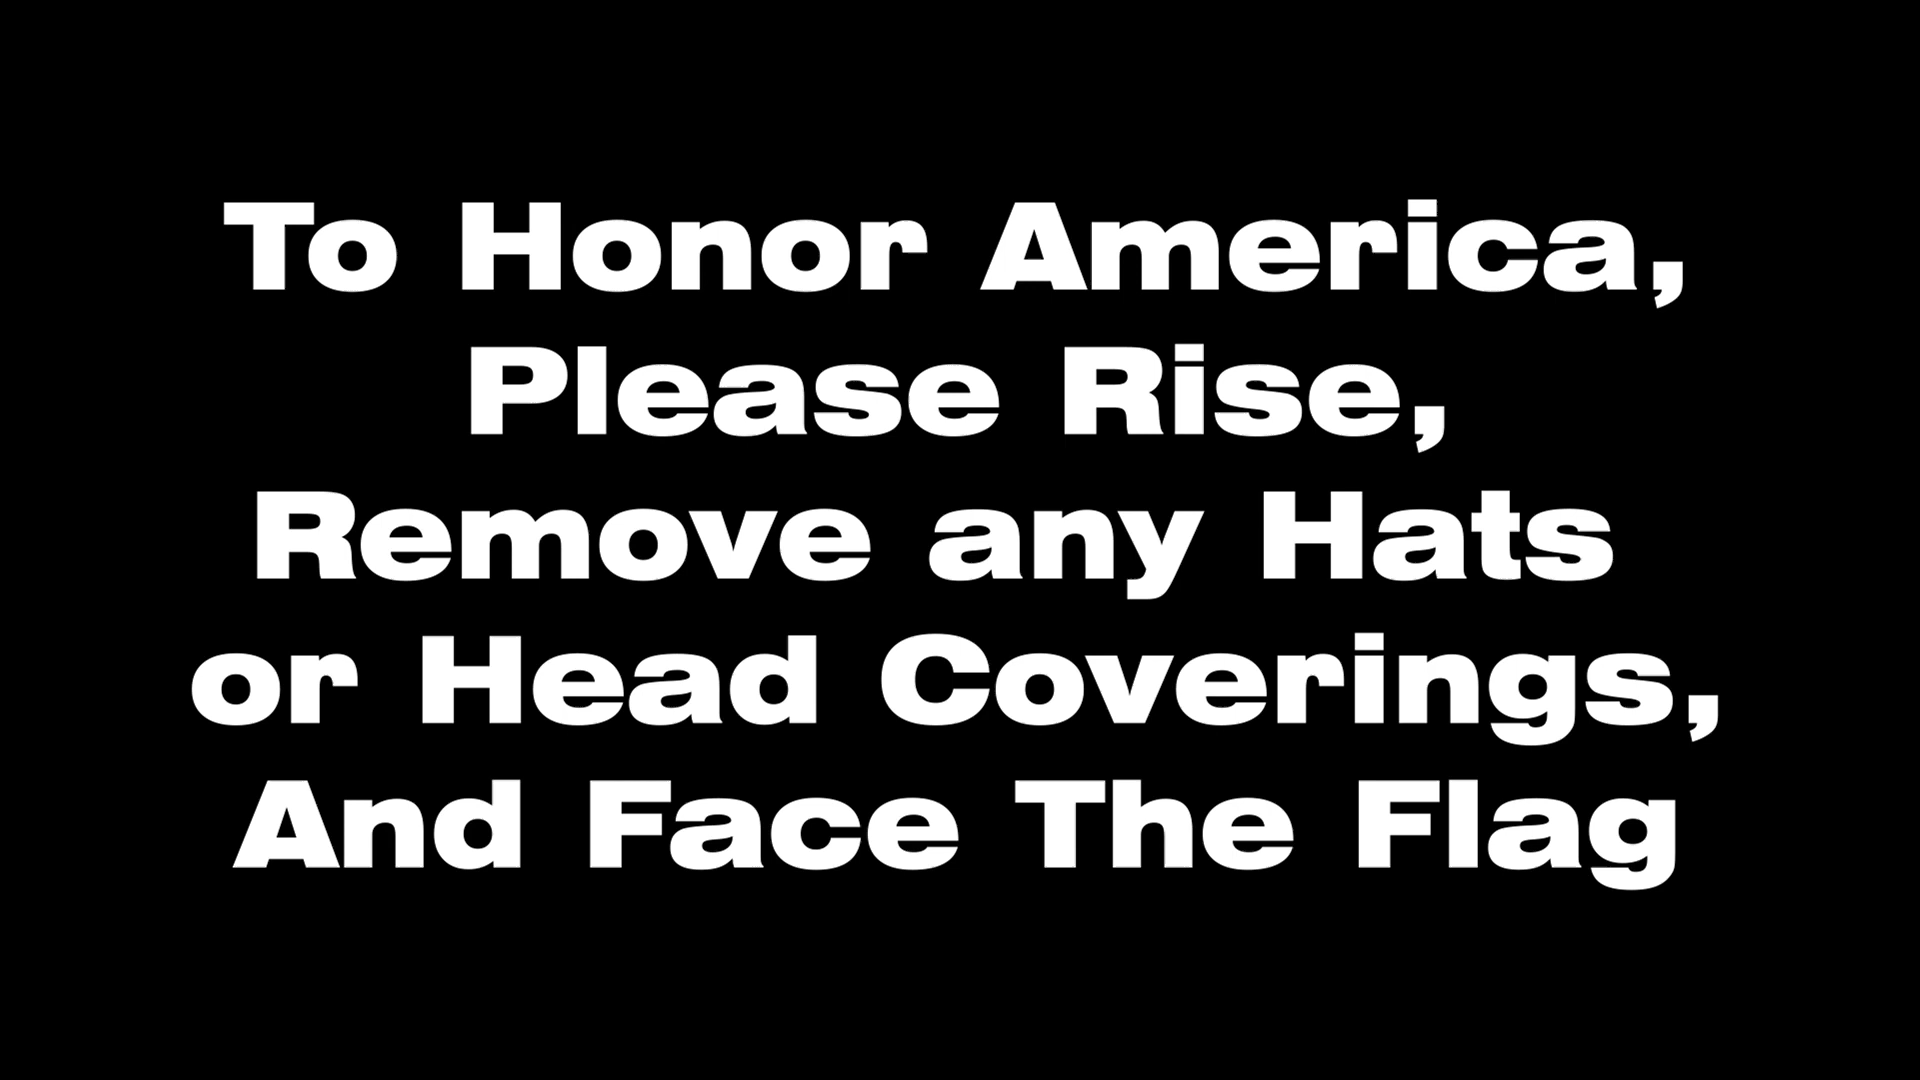 To Honor America,
Please Rise,
Remove any Hats
or Head Coverings,
And Face The Flag